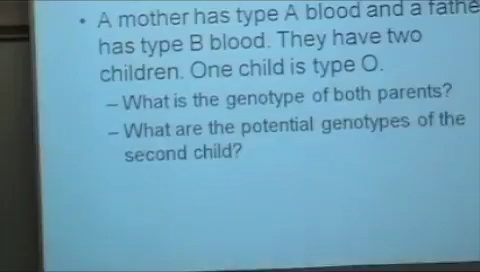 • A mother has type A blood and a fathe
has type B blood. They have two
children. One child is type O.
– What is the genotype of both parents?
– What are the potential genotypes of the
second child?